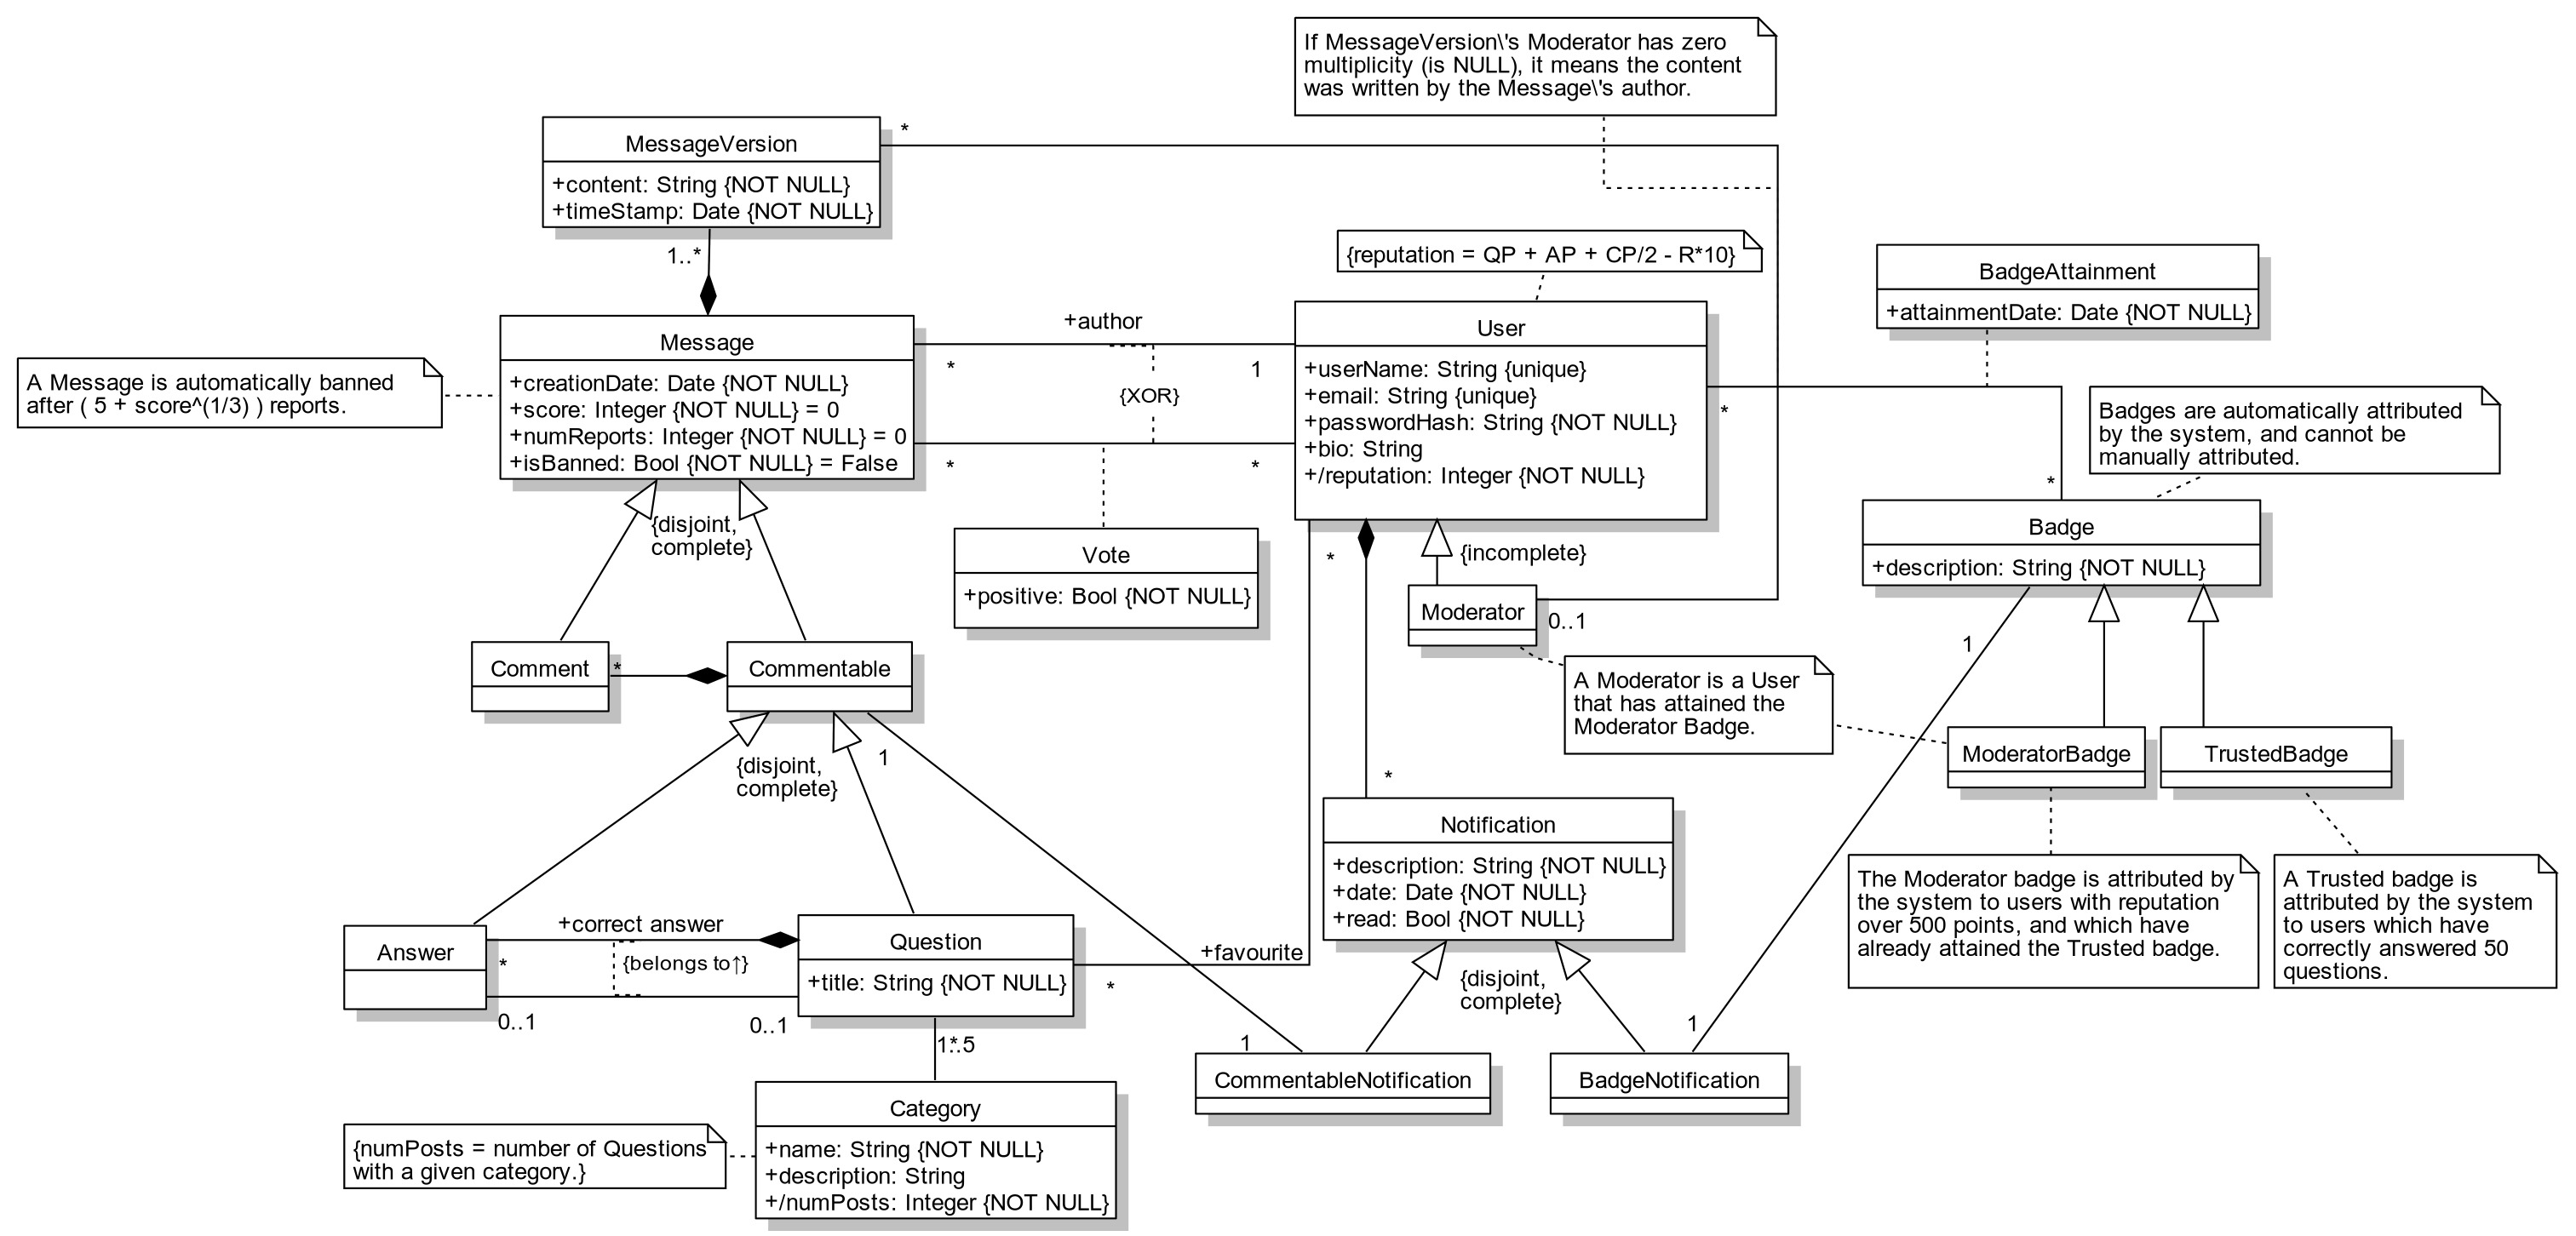 If MessageVersion\'s Moderator has zero
multiplicity (is NULL), it means the content
was written by the Message\'s author.
MessageVersion
+content: String {NOT NULL}
+timeStamp: Date {NOT NULL}
*
1..*
{reputation = QP + AP + CP/2 - R*10}
BadgeAttainment
+attainmentDate: Date {NOT NULL}
A Message is automatically banned
after ( 5 + score^(1/3) ) reports.
Message
+creationDate: Date {NOT NULL}
+score: Integer {NOT NULL} = 0
+numReports: Integer {NOT NULL} = 0
+isBanned: Bool {NOT NULL} = False
+author
*
1
{XOR}
*
*
User
+userName: String {unique}
+email: String {unique}
+passwordHash: String {NOT NULL}
+bio: String
+/reputation: Integer {NOT NULL}
*
Badges are automatically attributed
by the system, and cannot be
manually attributed.
*
Badge
+description: String {NOT NULL}
{disjoint,
complete}
Vote
+positive: Bool {NOT NULL}
*
{incomplete}
Moderator
0..1
1
Comment
*
Commentable
A Moderator is a User
that has attained the
Moderator Badge.
ModeratorBadge
TrustedBadge
{disjoint,
complete}
1
*
Notification
+description: String {NOT NULL}
+date: Date {NOT NULL}
+read: Bool {NOT NULL}
The Moderator badge is attributed by
the system to users with reputation
over 500 points, and which have
already attained the Trusted badge.
A Trusted badge is
attributed by the system
to users which have
correctly answered 50
questions.
Answer
+correct answer
*
{belongs to↑}
0..1
0..1
Question
+title: String {NOT NULL}
+favourite
*
{disjoint,
complete}
1
1
CommentableNotification
BadgeNotification
1..5
*
Category
+name: String {NOT NULL}
+description: String
+/numPosts: Integer {NOT NULL}
{numPosts = number of Questions
with a given category.}